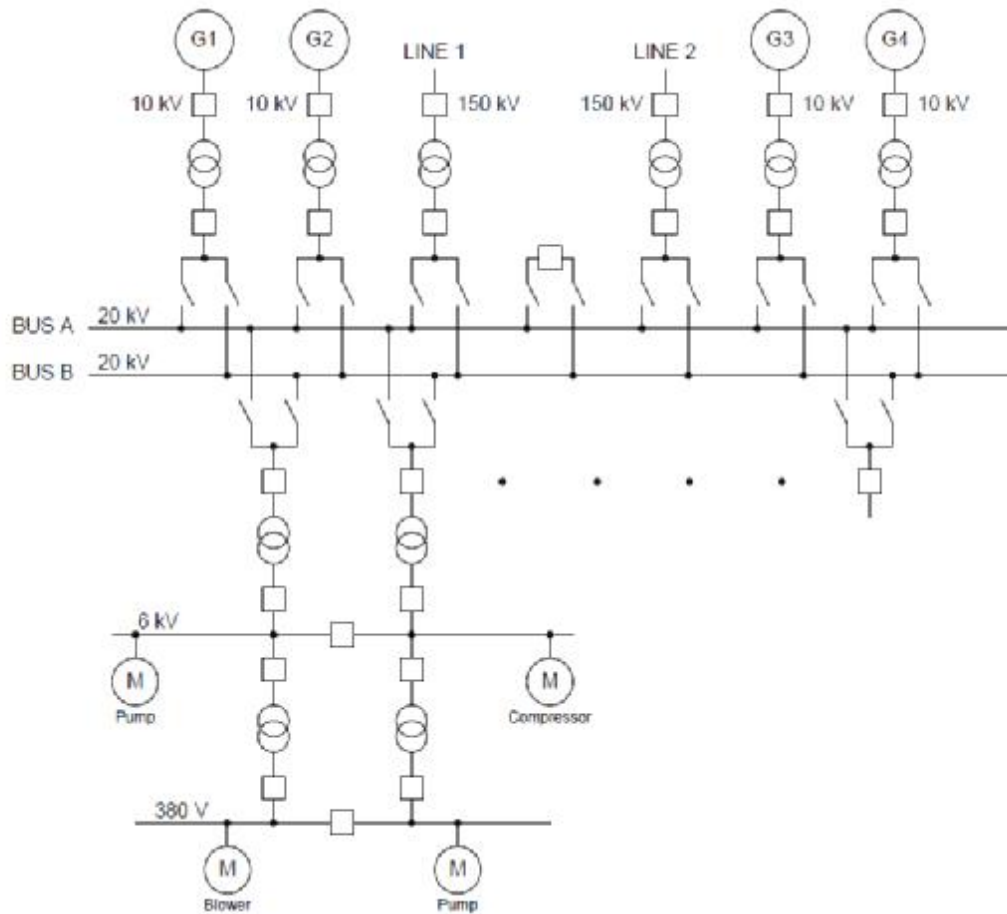 G1 G2 LINE 1 LINE 2 G3 G4
10 kV 10 kV 150 kV 150 kV 10 kV 10 kV
BUS A 20 kV
BUS B 20 kV
6 kV
M M
Pump Compressor
380 V
M M
Blower Pump